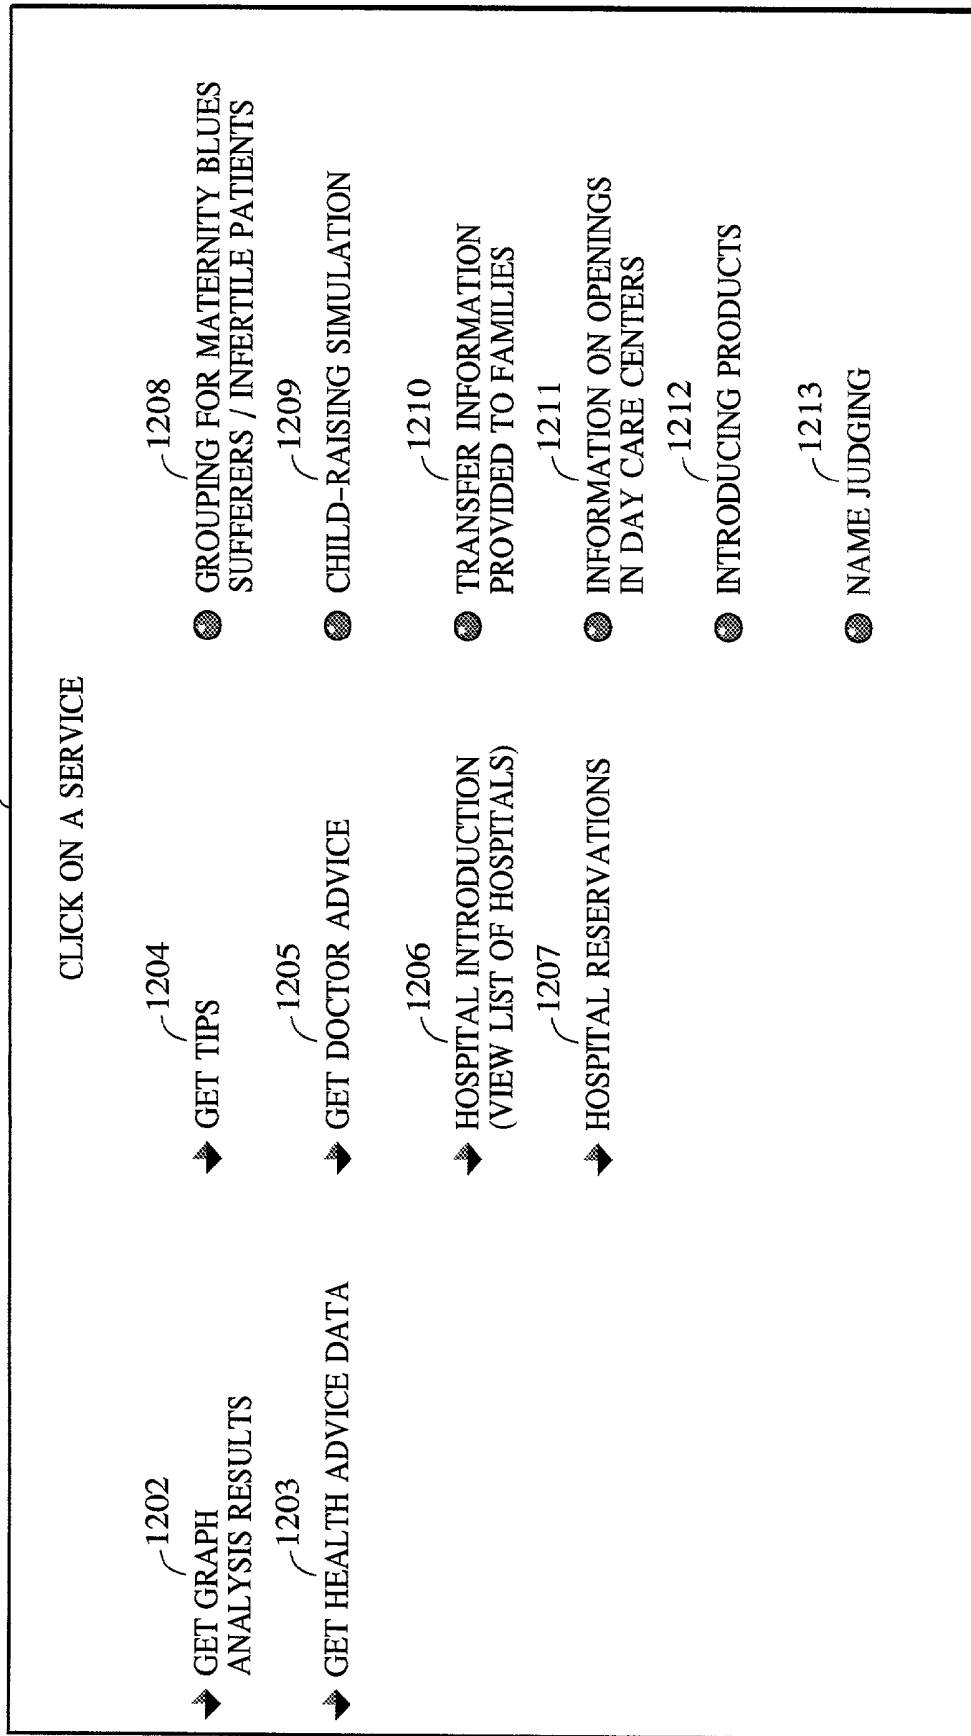 CLICK ON A SERVICE
1202
GET GRAPH
ANALYSIS RESULTS
1203
GET HEALTH ADVICE DATA
1204
GET TIPS
1205
GET DOCTOR ADVICE
1206
HOSPITAL INTRODUCTION
(VIEW LIST OF HOSPITALS)
1207
HOSPITAL RESERVATIONS
1208
GROUPING FOR MATERNITY BLUES
SUFFERERS / INFERTILE PATIENTS
1209
CHILD-RAISING SIMULATION
1210
TRANSFER INFORMATION
PROVIDED TO FAMILIES
1211
INFORMATION ON OPENINGS
IN DAY CARE CENTERS
1212
INTRODUCING PRODUCTS
1213
NAME JUDGING